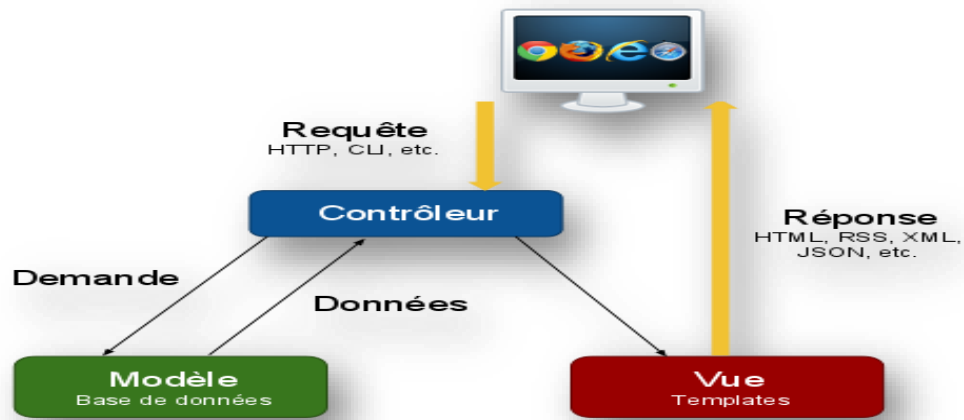 Requête
HTTP, CLI, etc.
Contrôleur
Réponse
HTML, RSS, XML,
JSON, etc.
Demande
Données
Modèle
Base de données
Vue
Templates